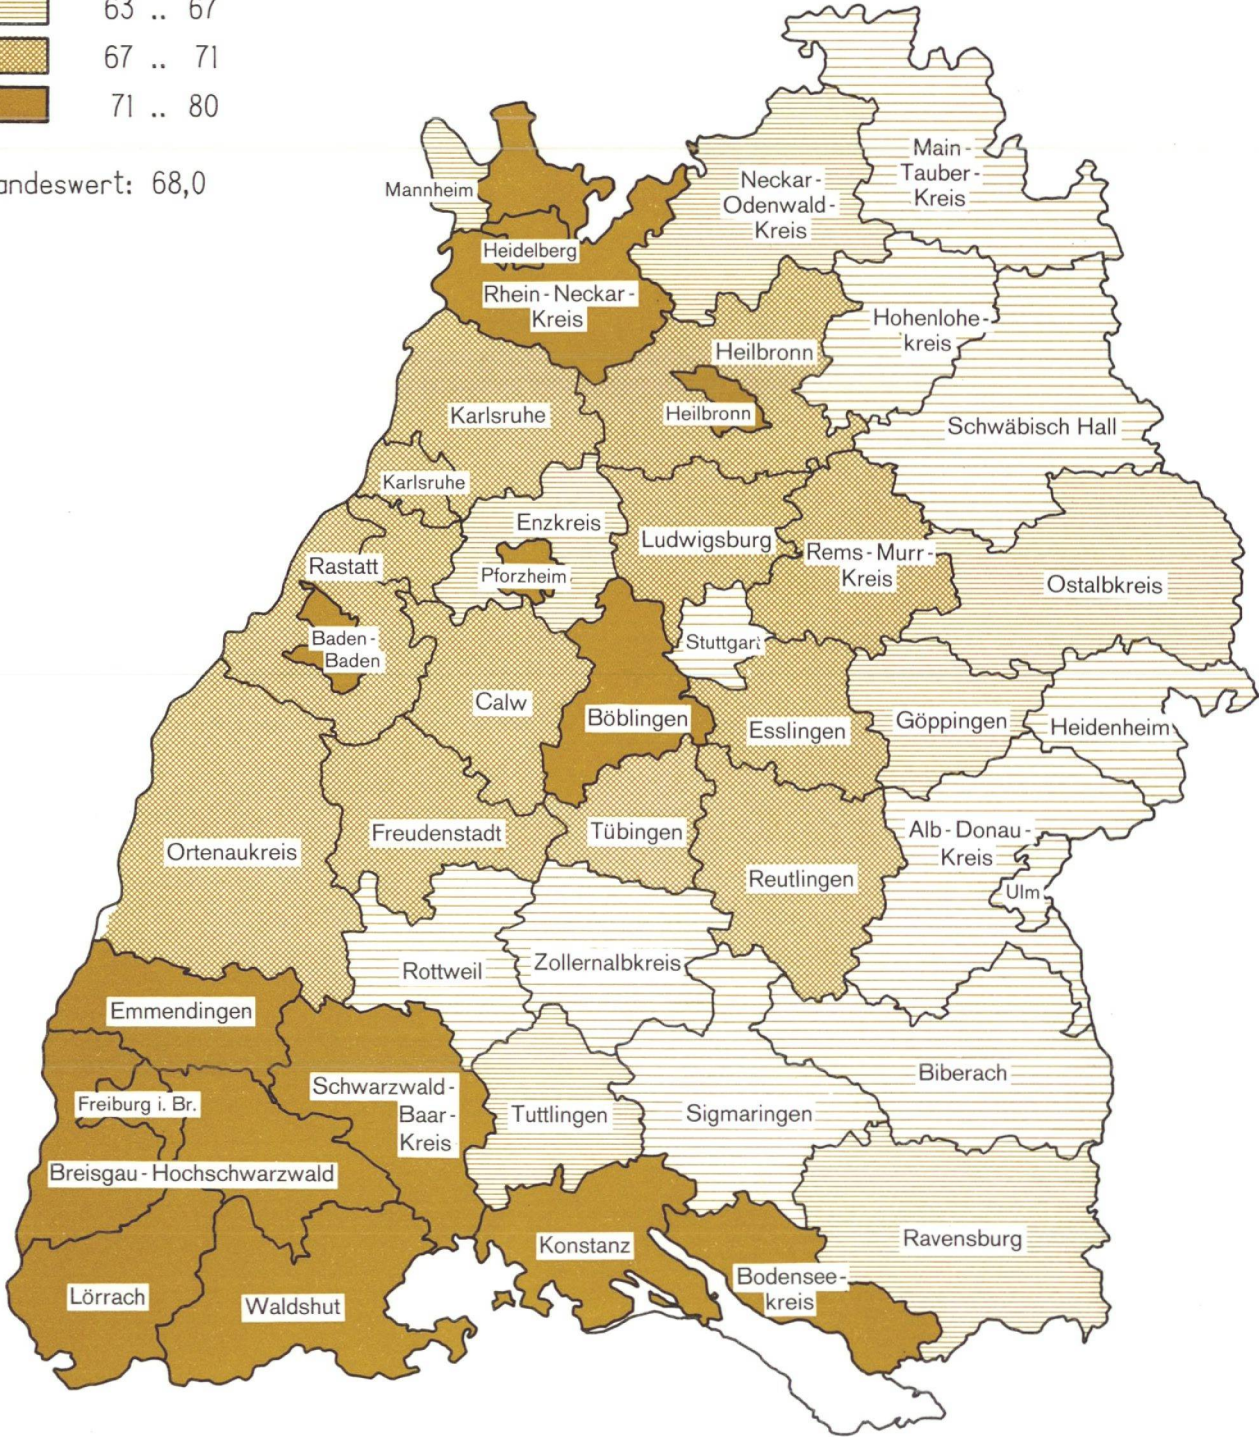 63 .. 67
67 .. 71
71 .. 80
andeswert: 68,0
Main-
Tauber-
Kreis
Mannheim
Neckar-
Odenwald-
Kreis
Heidelberg
Rhein-Neckar-
Kreis
Hohenlohe-
kreis
Heilbronn
Karlsruhe
Heilbronn
Schwäbisch Hall
Karlsruhe
Enzkreis
Ludwigsburg
Rems-Murr-
Kreis
Rastatt
Pforzheim
Ostalbkreis
Baden-
Baden
Stuttgart
Calw
Böblingen
Esslingen
Göppingen
Heidenheim
Ortenaukreis
Freudenstadt
Tübingen
Alb-Donau-
Kreis
Reutlingen
Ulm
Rottweil
Zollernalbkreis
Emmendingen
Biberach
Schwarzwald-
Baar-
Kreis
Freiburg i. Br.
Tuttlingen
Sigmaringen
Breisgau-Hochschwarzwald
Konstanz
Ravensburg
Bodensee-
kreis
Lörrach
Waldshut